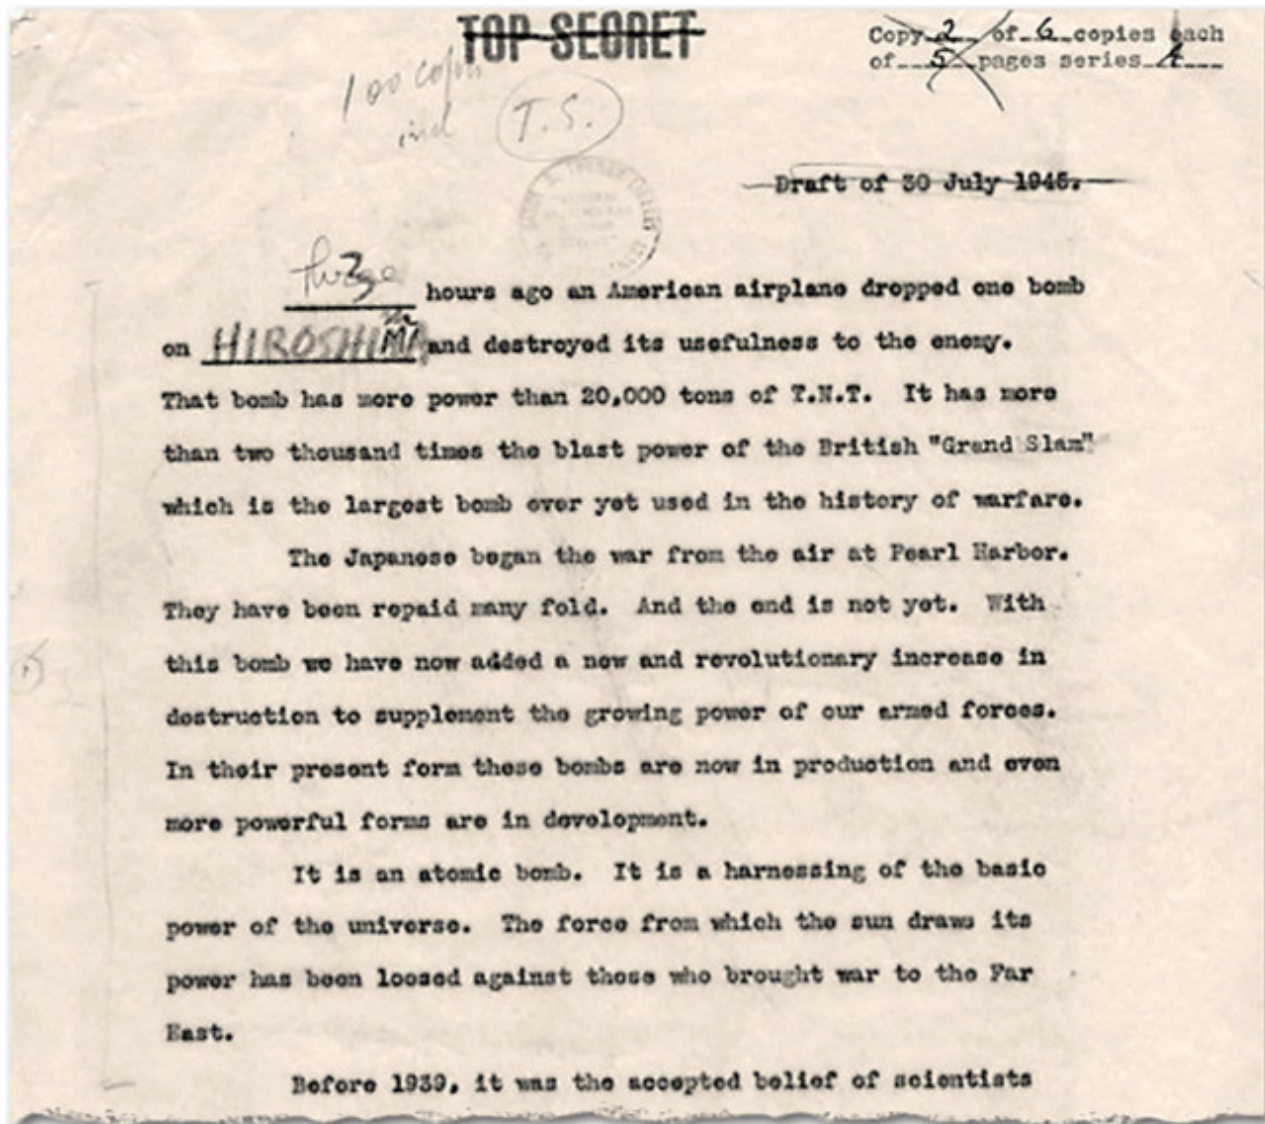 TOP SECRET
Copy 2 of 6 copies each
of 5 pages series A
100 copies
T.S.
Draft of 30 July 1945.
three 3
hours ago an American airplane dropped one bomb
on HIROSHIMA and destroyed its usefulness to the enemy.
That bomb has more power than 20,000 tons of T.N.T. It has more
than two thousand times the blast power of the British "Grand Slam"
which is the largest bomb ever yet used in the history of warfare.
The Japanese began the war from the air at Pearl Harbor.
They have been repaid many fold. And the end is not yet. With
this bomb we have now added a new and revolutionary increase in
destruction to supplement the growing power of our armed forces.
In their present form these bombs are now in production and even
more powerful forms are in development.
It is an atomic bomb. It is a harnessing of the basic
power of the universe. The force from which the sun draws its
power has been loosed against those who brought war to the Far
East.
Before 1939, it was the accepted belief of scientists